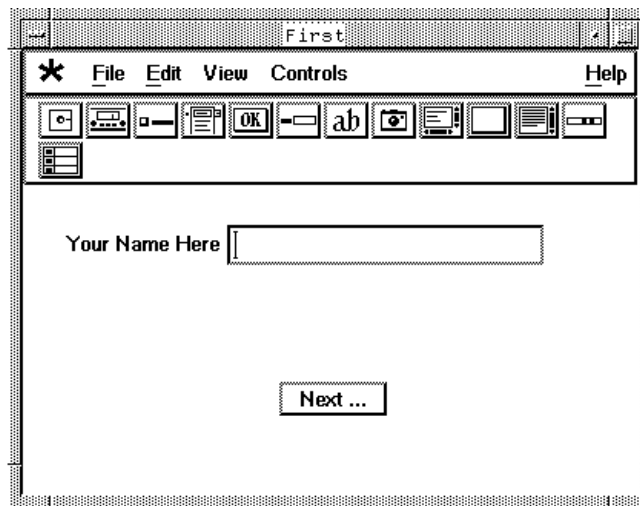 First
File Edit View Controls Help
OK ab
Your Name Here
Next ...